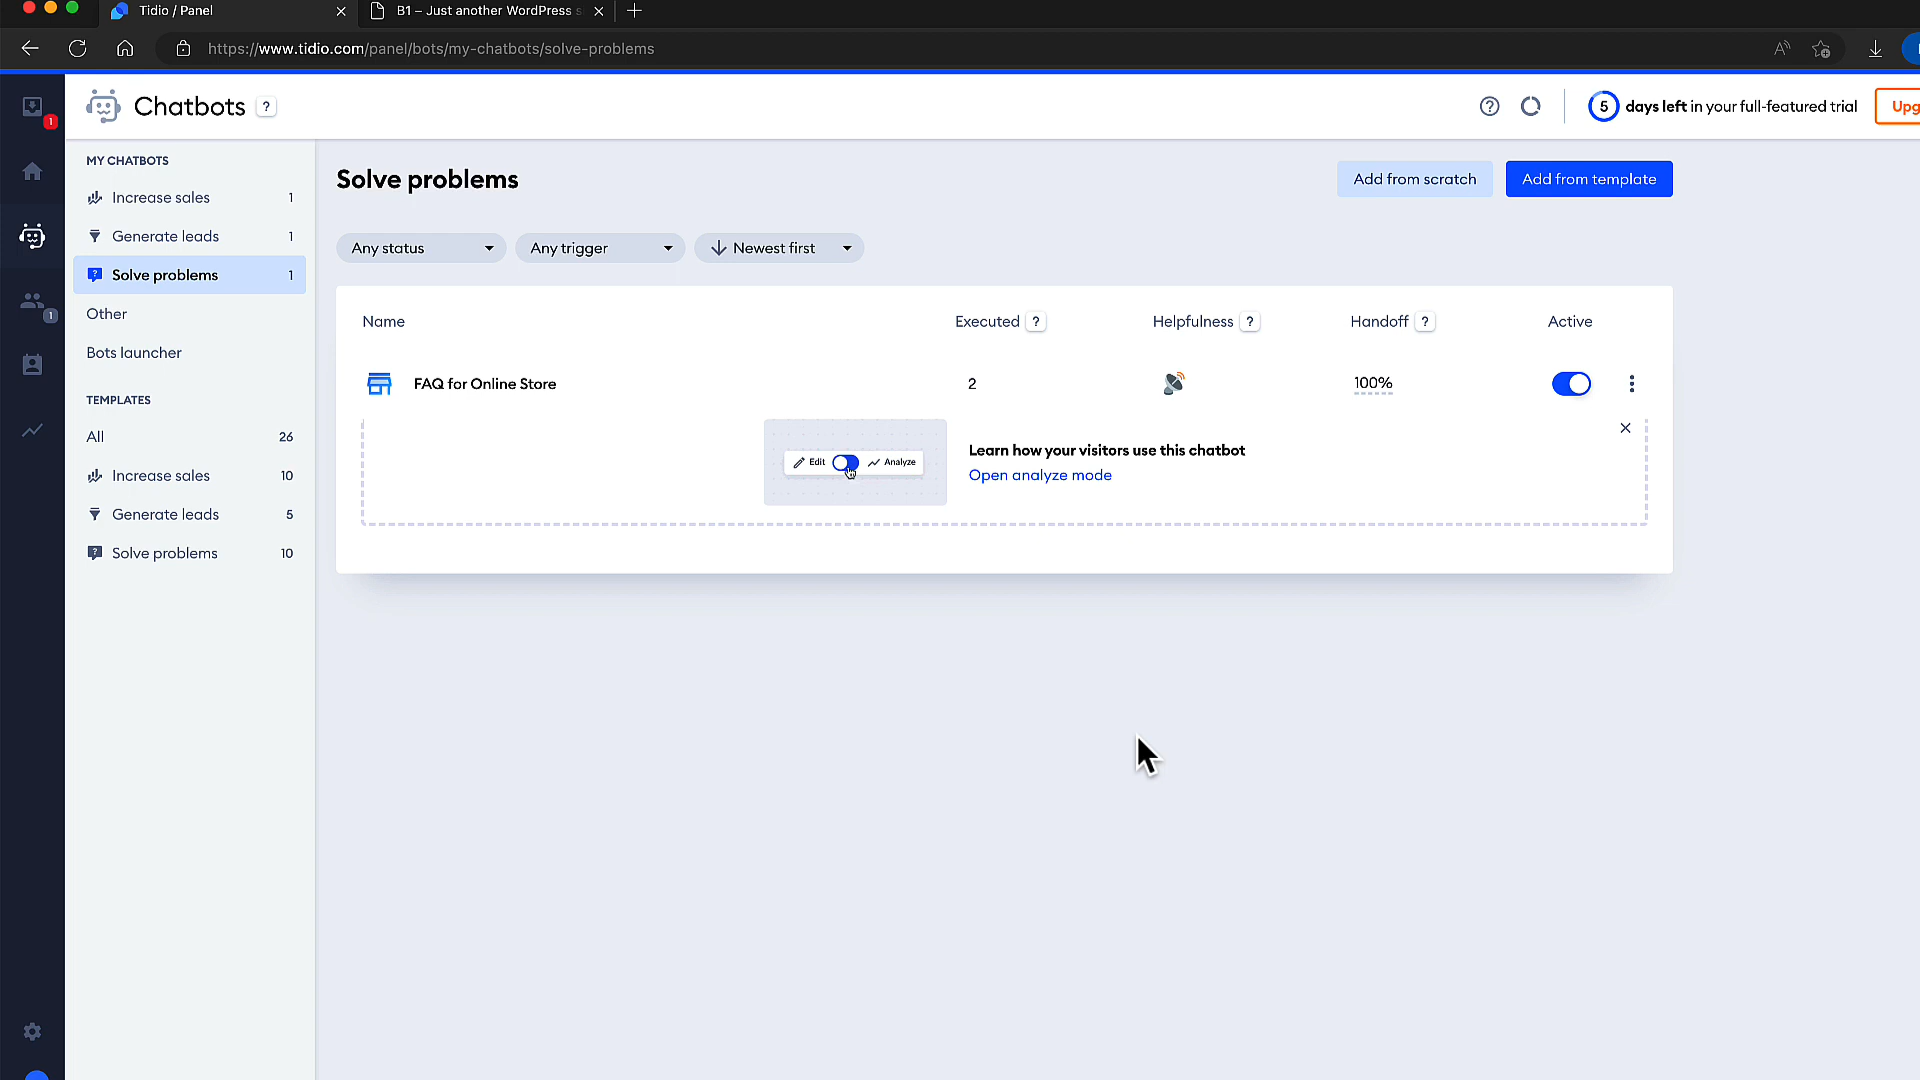 Tidio / Panel
B1 – Just another WordPress s
https://www.tidio.com/panel/bots/my-chatbots/solve-problems
1
Chatbots ?
5 days left in your full-featured trial
Upg
MY CHATBOTS
Increase sales 1
Generate leads 1
Solve problems 1
Other
Bots launcher
TEMPLATES
All 26
Increase sales 10
Generate leads 5
Solve problems 10
1
Solve problems
Add from scratch
Add from template
Any status
Any trigger
Newest first
Name
Executed ?
Helpfulness ?
Handoff ?
Active
FAQ for Online Store
2
100%
Edit
Analyze
Learn how your visitors use this chatbot
Open analyze mode